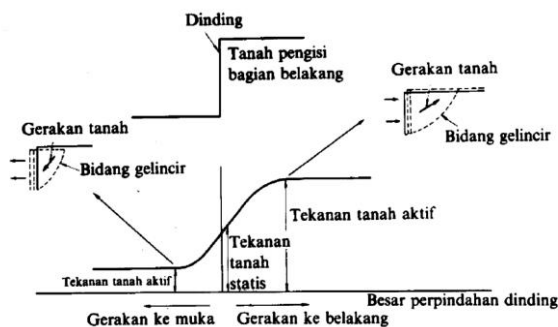 Dinding
Tanah pengisi
bagian belakang
Gerakan tanah
Bidang gelincir
Gerakan tanah
Bidang gelincir
Tekanan tanah aktif
Tekanan
tanah
statis
Tekanan tanah aktif
Besar perpindahan dinding
Gerakan ke muka
Gerakan ke belakang